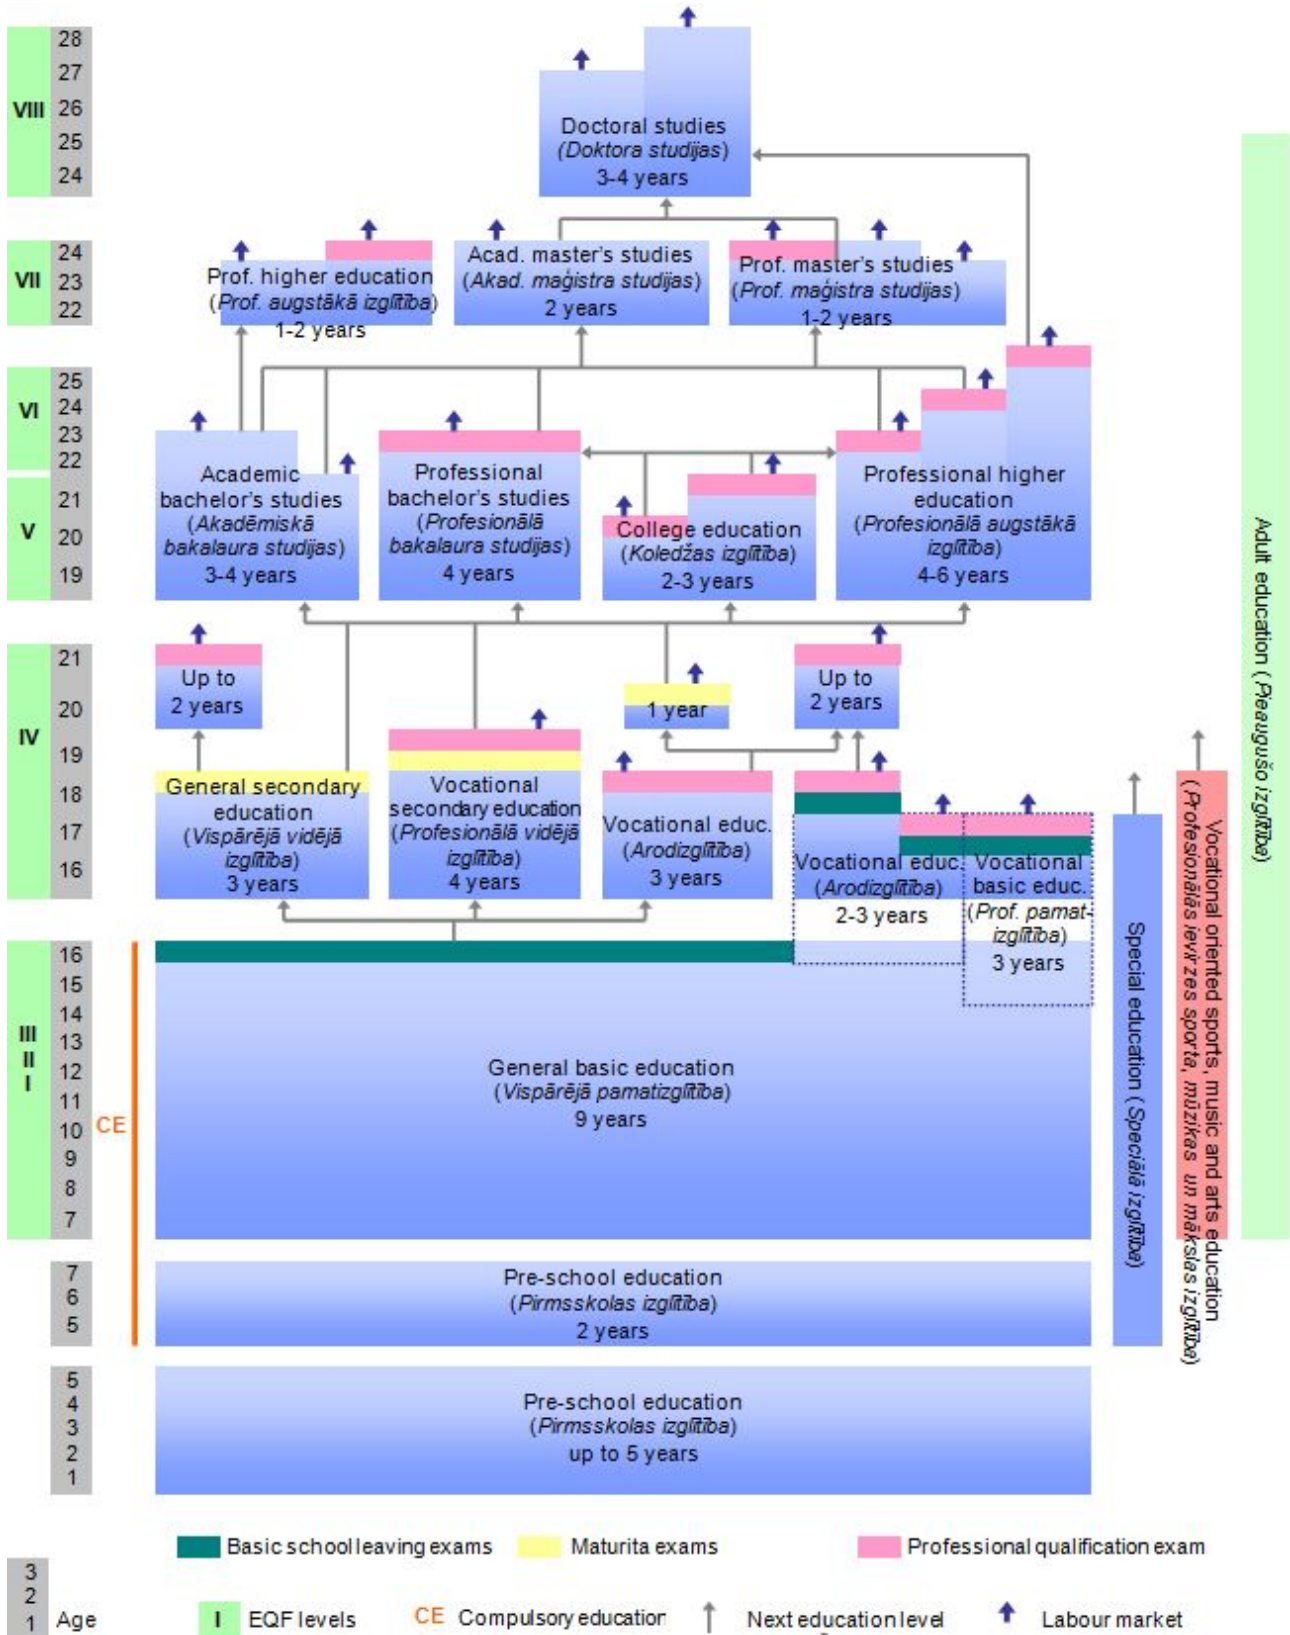 28
27
26
25
24
VIII
Doctoral studies
(Doktora studijas)
3-4 years
24
23
22
VII
Prof. higher education
(Prof. augstākā izglītība)
1-2 years
Acad. master's studies
(Akad. maģistra studijas)
2 years
Prof. master's studies
(Prof. maģistra studijas)
1-2 years
25
24
23
22
VI
21
20
19
V
Academic
bachelor's studies
(Akadēmiskā
bakalaura studijas)
3-4 years
Professional
bachelor's studies
(Profesionālā
bakalaura studijas)
4 years
College education
(Koledžas izglītība)
2-3 years
Professional higher
education
(Profesionālā augstākā
izglītība)
4-6 years
21
20
19
18
17
16
IV
Up to
2 years
1 year
Up to
2 years
General secondary
education
(Vispārējā vidējā
izglītība)
3 years
Vocational
secondary education
(Profesionālā vidējā
izglītība)
4 years
Vocational educ.
(Arodizglītība)
3 years
Vocational educ.
(Arodizglītība)
2-3 years
Vocational
basic educ.
(Prof. pamat-
izglītība)
3 years
16
15
14
13
12
11
10
9
8
7
III
II
I
CE
General basic education
(Vispārējā pamatizglītība)
9 years
7
6
5
Pre-school education
(Pirmsskolas izglītība)
2 years
5
4
3
2
1
Pre-school education
(Pirmsskolas izglītība)
up to 5 years
Special education (Speciālā izglītība)
Vocational oriented sports, music and arts education
(Profesionālās ievirzes sporta, mūzikas un mākslas izglītība)
Adult education (Pieaugušo izglītība)
Basic school leaving exams
Maturita exams
Professional qualification exam
3
2
1
Age
I EQF levels
CE Compulsory education
Next education level
Labour market